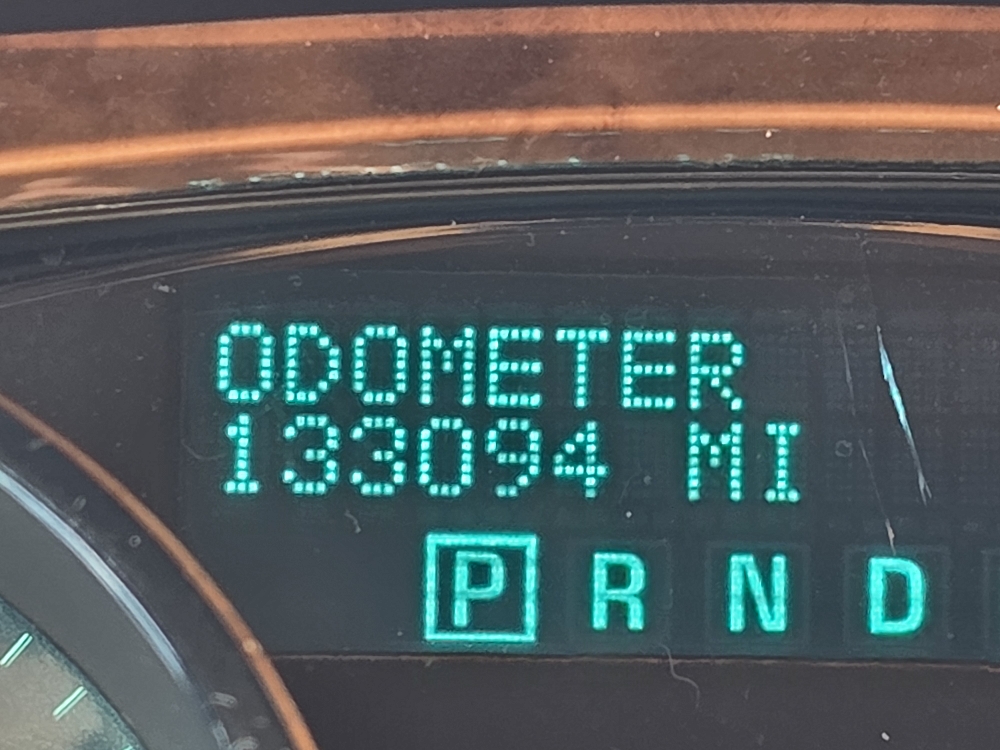 ODOMETER
133094 MI
P R N D